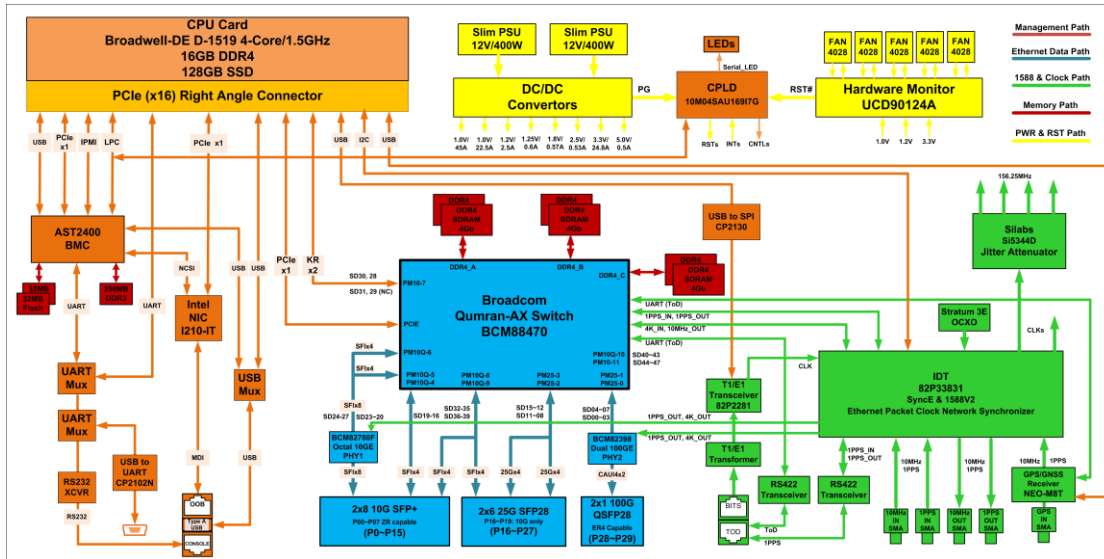 CPU Card
Broadwell-DE D-1519 4-Core/1.5GHz
16GB DDR4
128GB SSD
PCIe (x16) Right Angle Connector
Slim PSU
12V/400W
Slim PSU
12V/400W
DC/DC
Convertors
1.0V/
45A
1.0V/
22.5A
1.2V/
2.5A
1.25V/
0.6A
1.8V/
0.57A
2.5V/
0.53A
3.3V/
24.8A
5.0V/
0.5A
PG
LEDs
Serial_LED
CPLD
10M04SAU169I7G
RSTs
INTs
CNTLs
RST#
FAN
4028
FAN
4028
FAN
4028
FAN
4028
FAN
4028
Hardware Monitor
UCD90124A
1.0V
1.2V
3.3V
Management Path
Ethernet Data Path
1588 & Clock Path
Memory Path
PWR & RST Path
USB
PCIe
x1
IPMI
LPC
PCIe x1
USB
I2C
USB
AST2400
BMC
32MB
32MB
Flash
256MB
DDR3
NCSI
UART
UART
USB
USB
PCIe
x1
KR
x2
Intel
NIC
I210-IT
UART
Mux
UART
Mux
USB
Mux
RS232
XCVR
RS232
USB to
UART
CP2102N
MDI
USB
OOB
Type A
USB
CONSOLE
DDR4
DDR4
SDRAM
4Gb
DDR4
DDR4
SDRAM
4Gb
DDR4
DDR4
SDRAM
4Gb
DDR4_A
DDR4_B
DDR4_C
SD30, 28
SD31, 29 (NC)
PM10-7
PCIE
Broadcom
Qumran-AX Switch
BCM88470
PM10Q-6
PM10Q-5
PM10Q-4
PM10Q-8
PM10Q-9
PM25-3
PM25-2
PM10Q-10
PM10-11
PM25-1
PM25-0
SD40~43
SD44~47
SFIx4
SFIx4
SFIx8
SD24-27
SD23~20
SD19-16
SD32-35
SD36-39
SD15~12
SD11~08
SD04~07
SD00~03
BCM82780F
Octal 10GE
PHY1
SFIx8
SFIx4
SFIx4
SFIx4
25Gx4
25Gx4
BCM82398
Dual 100GE
PHY2
CAUI4x2
2x8 10G SFP+
P00~P07 ZR capable
(P0~P15)
2x6 25G SFP28
P16~P19: 10G only
(P16~P27)
2x1 100G
QSFP28
ER4 Capable
(P28~P29)
USB to SPI
CP2130
UART (ToD)
1PPS_IN, 1PPS_OUT
4K_IN, 10MHz_OUT
UART (ToD)
1PPS_OUT, 4K_OUT
1PPS_OUT, 4K_OUT
T1/E1
Transceiver
82P2281
T1/E1
Transformer
BITS
TOD
RS422
Transceiver
RS422
Transceiver
1PPS_IN
1PPS_OUT
ToD
1PPS
CLK
156.25MHz
Silabs
Si5344D
Jitter Attenuator
Stratum 3E
OCXO
CLKs
IDT
82P33831
SyncE & 1588V2
Ethernet Packet Clock Network Synchronizer
10MHz
1PPS
10MHz
1PPS
10MHz
1PPS
10MHz
IN
SMA
1PPS
IN
SMA
10MHz
OUT
SMA
1PPS
OUT
SMA
GPS/GNSS
Receiver
NEO-M8T
GPS
IN
SMA